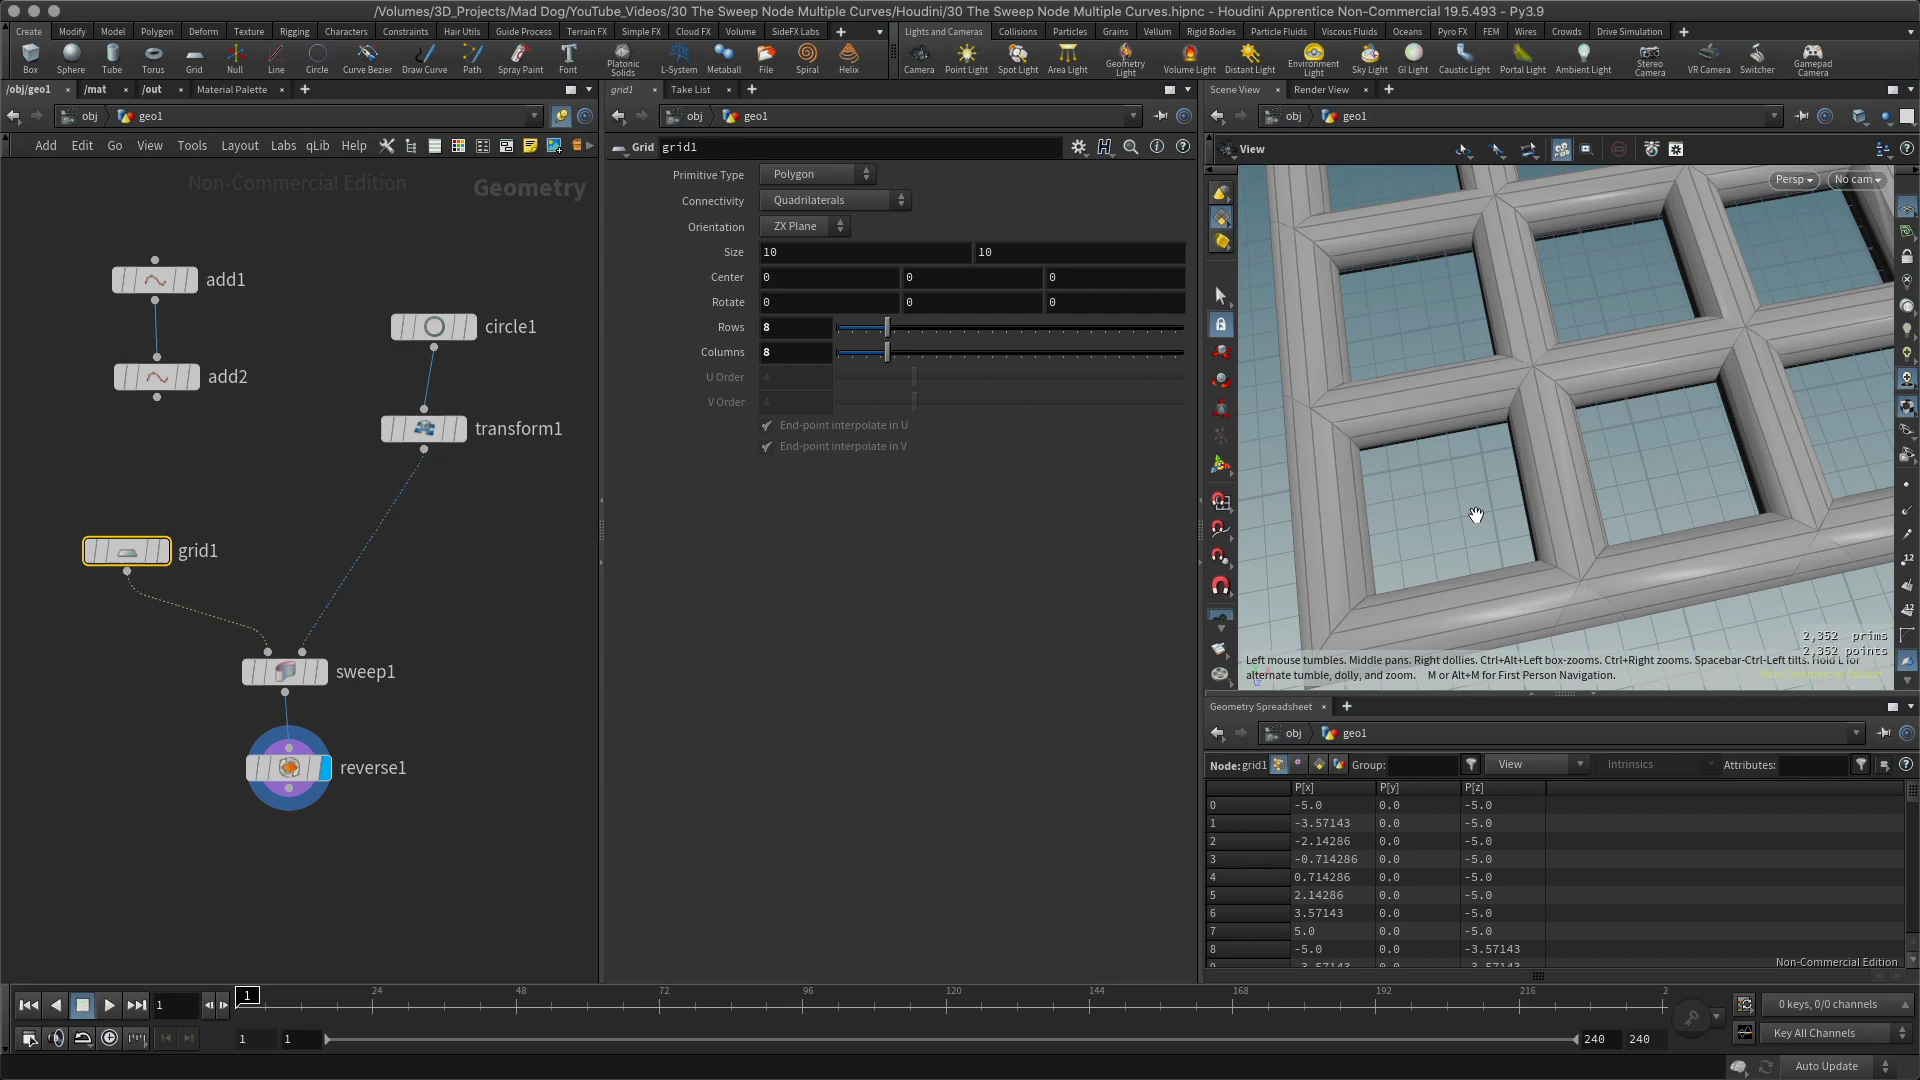 /Volumes/3D_Projects/Mad Dog/YouTube_Videos/30 The Sweep Node Multiple Curves/Houdini/30 The Sweep Node Multiple Curves.hipnc - Houdini Apprentice Non-Commercial 19.5.493 - Py3.9
Create Modify Model Polygon Deform Texture Rigging Characters Constraints Hair Utils Guide Process Terrain FX Simple FX Cloud FX Volume SideFX Labs
Lights and Cameras Collisions Particles Grains Vellum Rigid Bodies Particle Fluids Viscous Fluids Oceans Pyro FX FEM Wires Crowds Drive Simulation
Box Sphere Tube Torus Grid Null Line Circle Curve Bezier Draw Curve Path Spray Paint Font Platonic Solids L-System Metaball File Spiral Helix
Camera Point Light Spot Light Area Light Geometry Light Volume Light Distant Light Environment Light Sky Light GI Light Caustic Light Portal Light Ambient Light Stereo Camera VR Camera Switcher Gamepad Camera
/obj/geo1 /mat /out Material Palette
grid1 Take List
Scene View Render View
obj geo1
obj geo1
obj geo1
Add Edit Go View Tools Layout Labs qLib Help
Non-Commercial Edition
Geometry
add1
add2
circle1
transform1
grid1
sweep1
reverse1
Grid grid1
Primitive Type Polygon
Connectivity Quadrilaterals
Orientation ZX Plane
Size 10 10
Center 0 0 0
Rotate 0 0 0
Rows 8
Columns 8
U Order 4
V Order 4
End-point interpolate in U
End-point interpolate in V
View
Persp No cam
12
12
2,352 prims
2,352 points
Left mouse tumbles. Middle pans. Right dollies. Ctrl+Alt+Left box-zooms. Ctrl+Right zooms. Spacebar-Ctrl-Left tilts. Hold L for
alternate tumble, dolly, and zoom. M or Alt+M for First Person Navigation.
Non-Commercial Edition
Geometry Spreadsheet
obj geo1
Node: grid1 Group: View Intrinsics Attributes:
P[x] P[y] P[z]
0 -5.0 0.0 -5.0
1 -3.57143 0.0 -5.0
2 -2.14286 0.0 -5.0
3 -0.714286 0.0 -5.0
4 0.714286 0.0 -5.0
5 2.14286 0.0 -5.0
6 3.57143 0.0 -5.0
7 5.0 0.0 -5.0
8 -5.0 0.0 -3.57143
9 -3.57143 0.0 -3.57143
Non-Commercial Edition
1 1 24 48 72 96 120 144 168 192 216 2
0 keys, 0/0 channels
1 1 240 240
Key All Channels
Auto Update